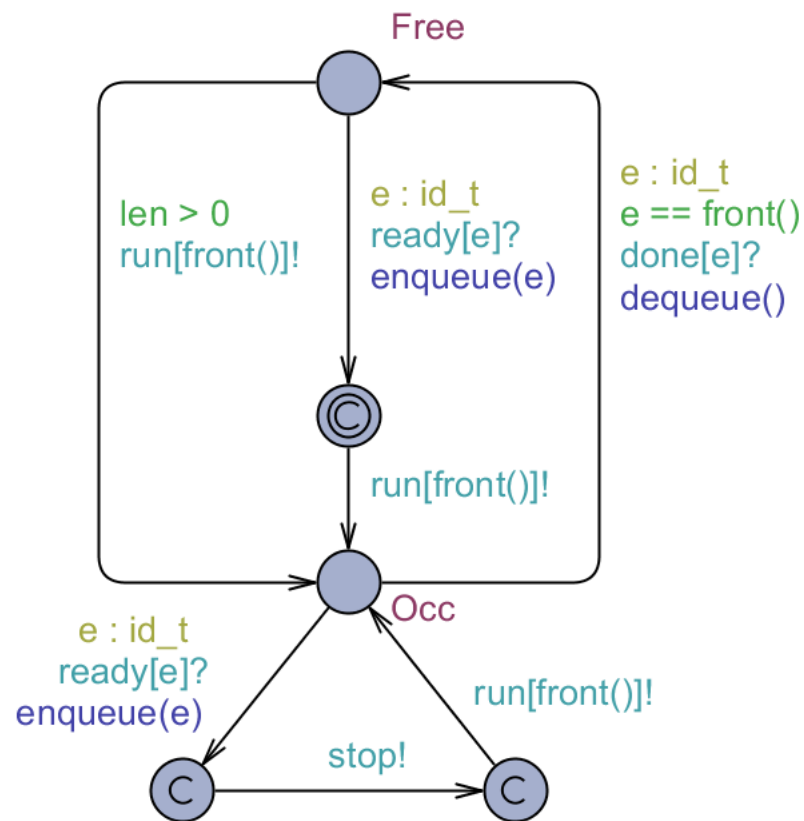 Free
len > 0
run[front()]!
e : id_t
ready[e]?
enqueue(e)
e : id_t
e == front()
done[e]?
dequeue()
C
run[front()]!
Occ
e : id_t
ready[e]?
enqueue(e)
run[front()]!
stop!
C
C